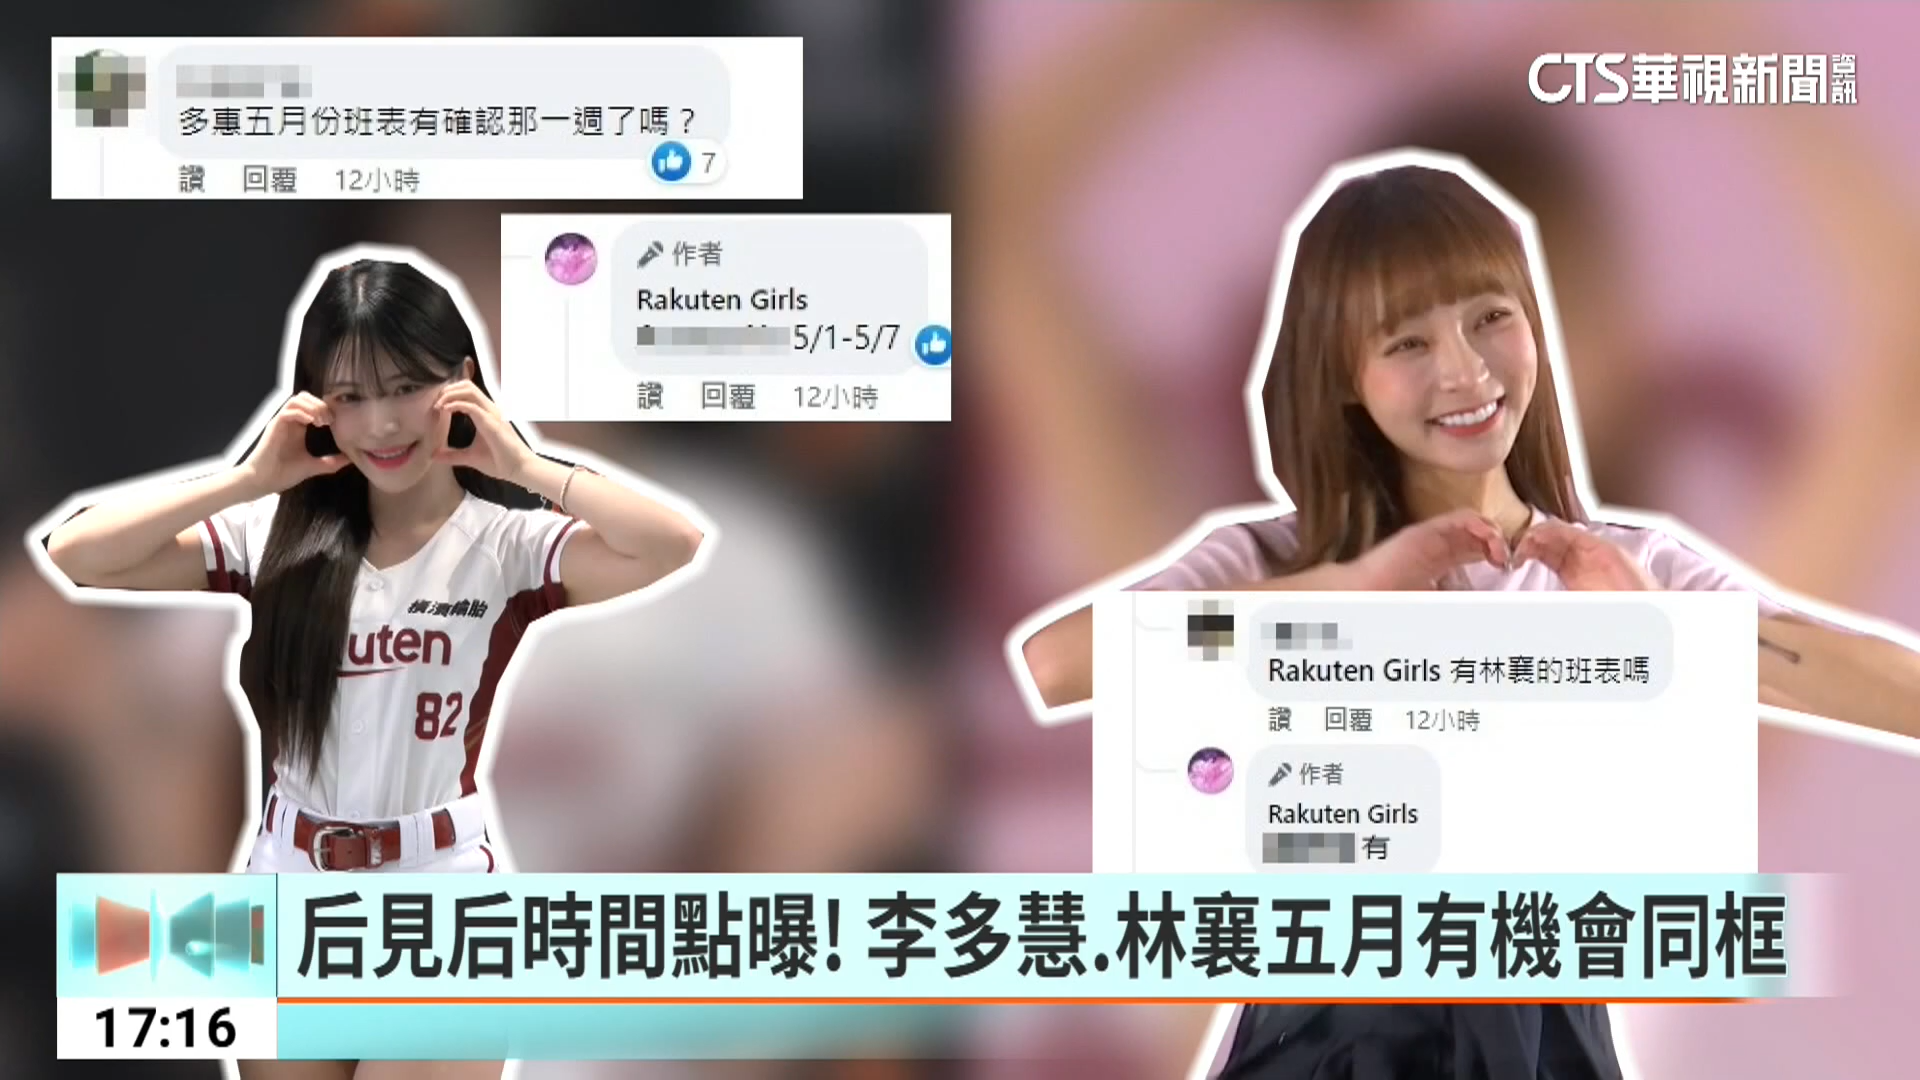 CTS華視新聞資訊
多惠五月份班表有確認那一週了嗎？
讚 回覆 12小時
7
作者
Rakuten Girls
5/1-5/7
讚 回覆 12小時
橫濱輪胎
uten
82
Rakuten Girls 有林襄的班表嗎
讚 回覆 12小時
作者
Rakuten Girls
有
后見后時間點曝! 李多慧.林襄五月有機會同框
17:16